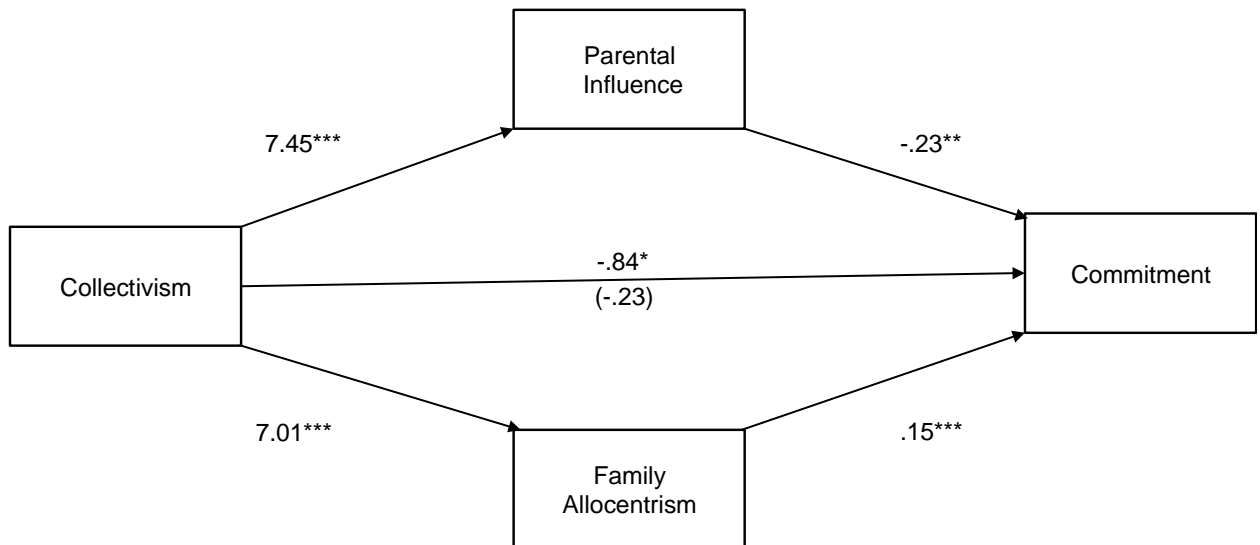 Parental
Influence
7.45***
-.23**
-.84*
(-.23)
Collectivism
Commitment
7.01***
.15***
Family
Allocentrism